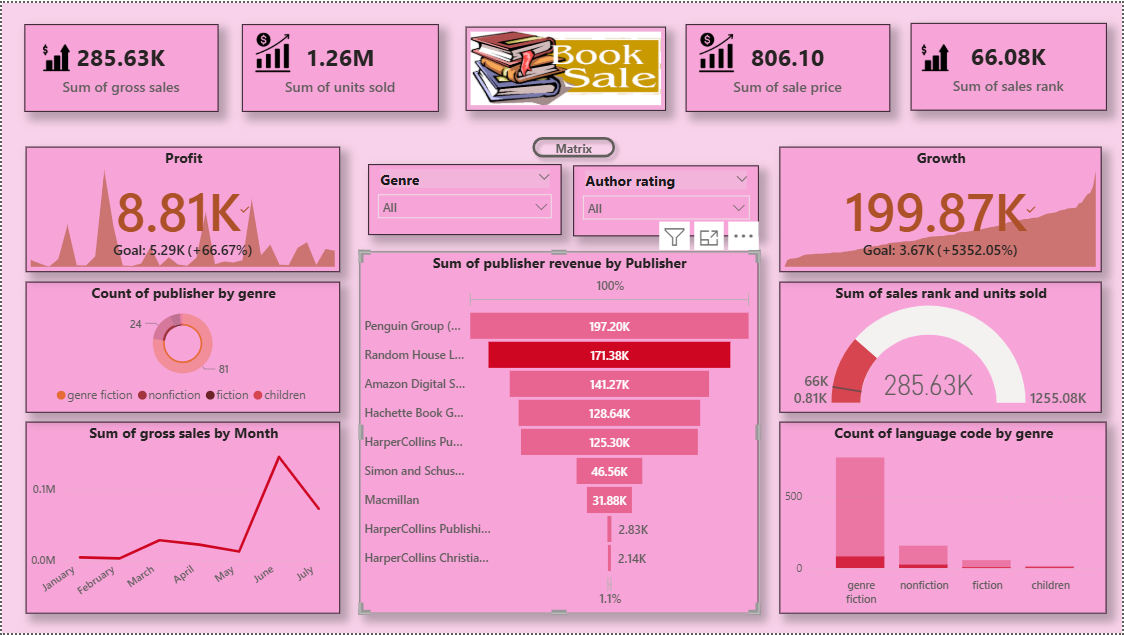 285.63K
Sum of gross sales
1.26M
Sum of units sold
Book
Sale
806.10
Sum of sale price
66.08K
Sum of sales rank
Matrix
Profit
8.81K
Goal: 5.29K (+66.67%)
Genre
All
Author rating
All
Growth
199.87K
Goal: 3.67K (+5352.05%)
Count of publisher by genre
24
81
genre fiction
nonfiction
fiction
children
Sum of publisher revenue by Publisher
100%
Penguin Group (...
197.20K
Random House L...
171.38K
Amazon Digital S...
141.27K
Hachette Book G...
128.64K
HarperCollins Pu...
125.30K
Simon and Schus...
46.56K
Macmillan
31.88K
HarperCollins Publishi...
2.83K
HarperCollins Christia...
2.14K
1.1%
Sum of sales rank and units sold
66K
0.81K
285.63K
1255.08K
Sum of gross sales by Month
0.1M
0.0M
January
February
March
April
May
June
July
Count of language code by genre
500
0
genre
fiction
nonfiction
fiction
children